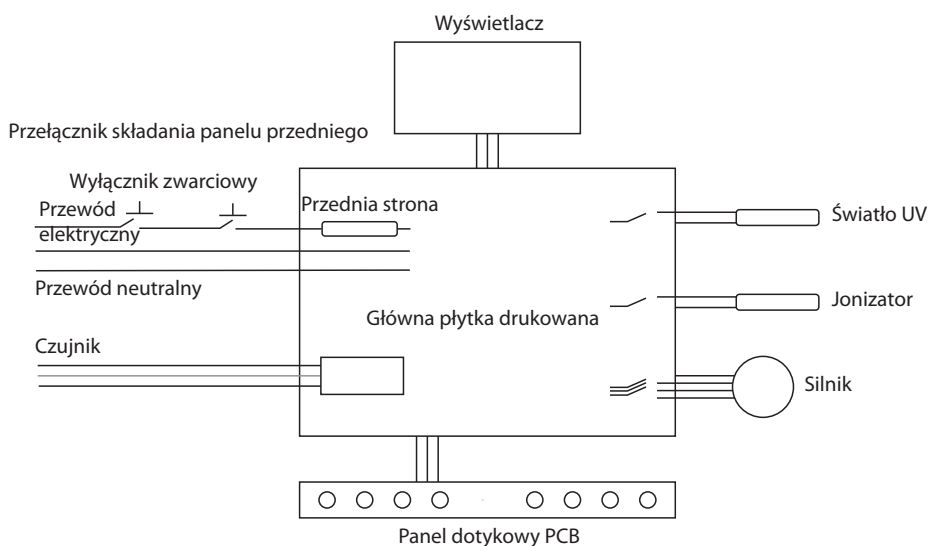 Wyświetlacz
Przełącznik składania panelu przedniego
Wyłącznik zwarciowy
Przewód
elektryczny
Przednia strona
Światło UV
Przewód neutralny
Jonizator
Główna płytka drukowana
Czujnik
Silnik
Panel dotykowy PCB